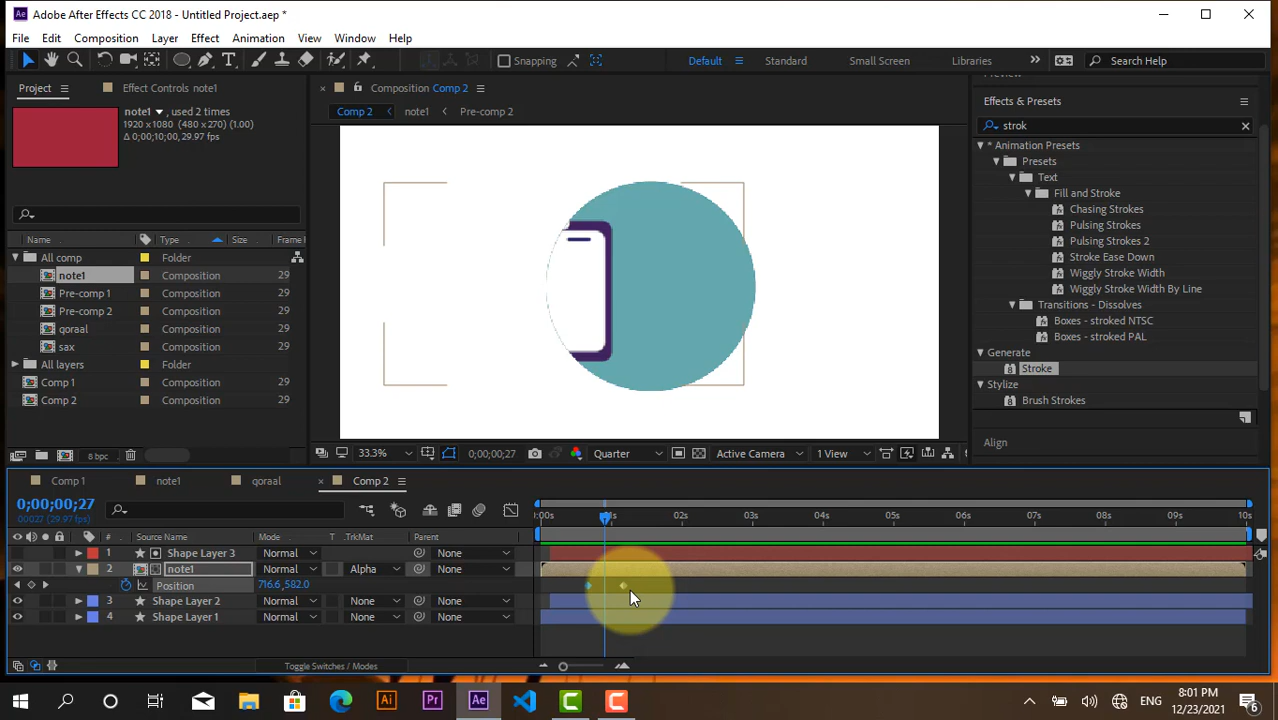 Ae Adobe After Effects CC 2018 - Untitled Project.aep *
File Edit Composition Layer Effect Animation View Window Help
Snapping Default Standard Small Screen Libraries Search Help
Project Effect Controls note1 Composition Comp 2 Effects & Presets
note1, used 2 times
1920 x 1080 (480 x 270) (1.00)
Δ 0;00;10;00, 29.97 fps
Comp 2 note1 Pre-comp 2
strok
* Animation Presets
Presets
Text
Fill and Stroke
Chasing Strokes
Pulsing Strokes
Pulsing Strokes 2
Stroke Ease Down
Wiggly Stroke Width
Wiggly Stroke Width By Line
Transitions - Dissolves
Boxes - stroked NTSC
Boxes - stroked PAL
Generate
Stroke
Stylize
Brush Strokes
Align
Name Type Size Frame
All comp Folder
note1 Composition 29
Pre-comp 1 Composition 29
Pre-comp 2 Composition 29
qoraal Composition 29
sax Composition 29
All layers Folder
Comp 1 Composition 29
Comp 2 Composition 29
8 bpc
33.3% 0;00;00;27 Quarter Active Camera 1 View
Comp 1 note1 qoraal Comp 2
0;00;00;27
00027 (29.97 fps)
:00s 01s 02s 03s 04s 05s 06s 07s 08s 09s 10s
# Source Name Mode T TrkMat Parent
1 Shape Layer 3 Normal None
2 note1 Normal Alpha None
Position 716.6,582.0
3 Shape Layer 2 Normal None None
4 Shape Layer 1 Normal None None
Toggle Switches / Modes
Ai Pr Ae ENG 8:01 PM
12/23/2021 6